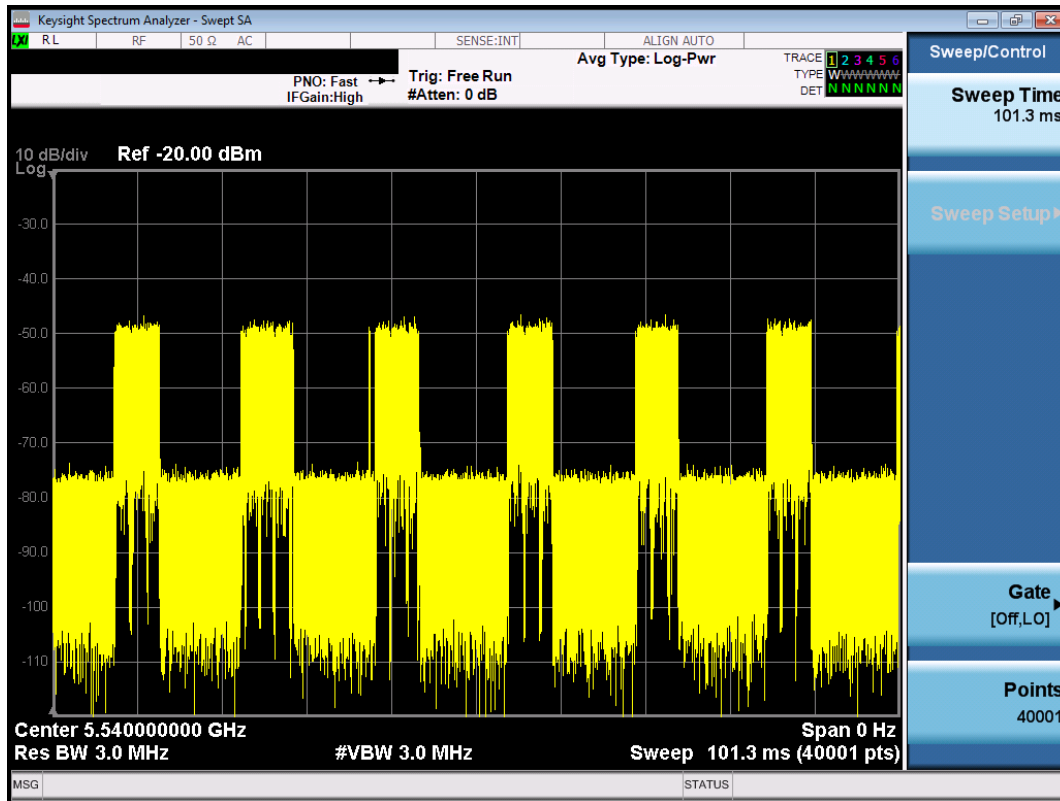 Keysight Spectrum Analyzer - Swept SA
LXI RL RF 50 Ω AC SENSE:INT ALIGN AUTO
Sweep/Control
Avg Type: Log-Pwr
TRACE 1 2 3 4 5 6
PNO: Fast Trig: Free Run
TYPE WWWWWW
IFGain:High #Atten: 0 dB
DET N N N N N N
Sweep Time
101.3 ms
10 dB/div Ref -20.00 dBm
Log
-30.0
-40.0
-50.0
-60.0
-70.0
-80.0
-90.0
-100
-110
Sweep Setup
Gate
[Off,LO]
Points
40001
Center 5.540000000 GHz Span 0 Hz
Res BW 3.0 MHz #VBW 3.0 MHz Sweep 101.3 ms (40001 pts)
MSG STATUS